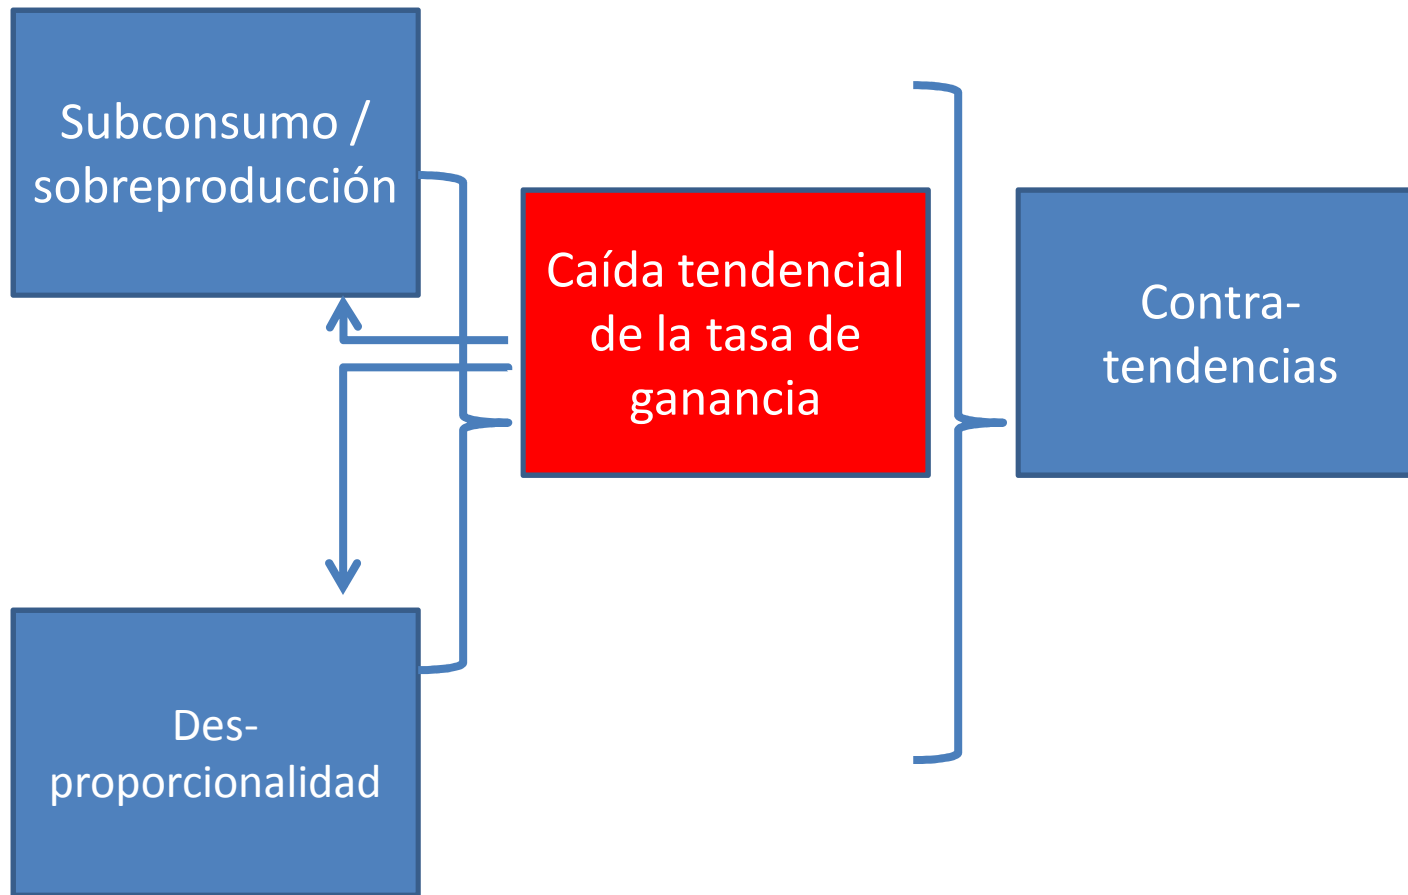 Subconsumo /
sobreproducción
Caída tendencial
de la tasa de
ganancia
Contra-
tendencias
Des-
proporcionalidad